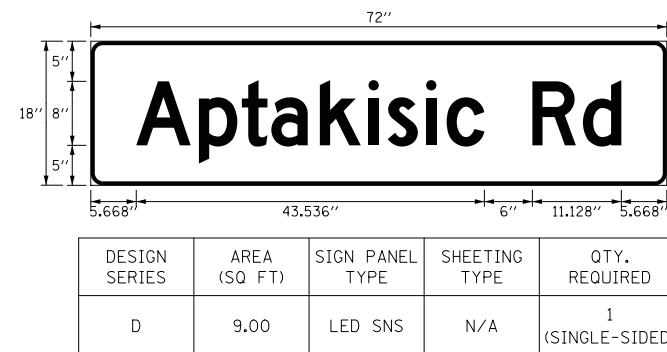 72"
5"
18" 8"
Aptakisic Rd
5"
5.668" 43.536" 6" 11.128" 5.668"
DESIGN SERIES AREA (SQ FT) SIGN PANEL TYPE SHEETING TYPE QTY. REQUIRED
D 9.00 LED SNS N/A 1 (SINGLE-SIDED